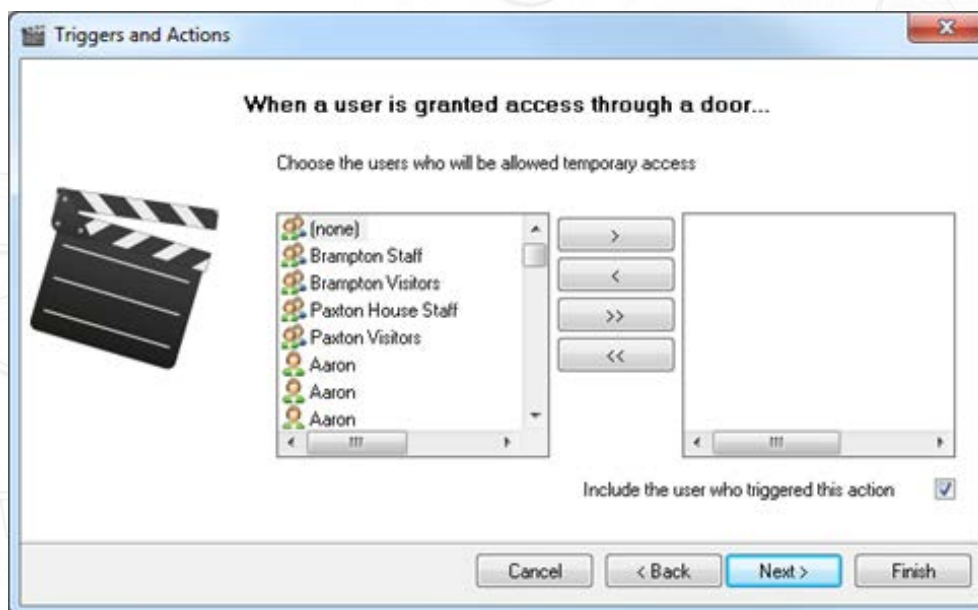 Triggers and Actions
When a user is granted access through a door...
Choose the users who will be allowed temporary access
(none)
Brampton Staff
Brampton Visitors
Paxton House Staff
Paxton Visitors
Aaron
Aaron
Aaron
>
<
>>
<<
Include the user who triggered this action
Cancel
< Back
Next >
Finish